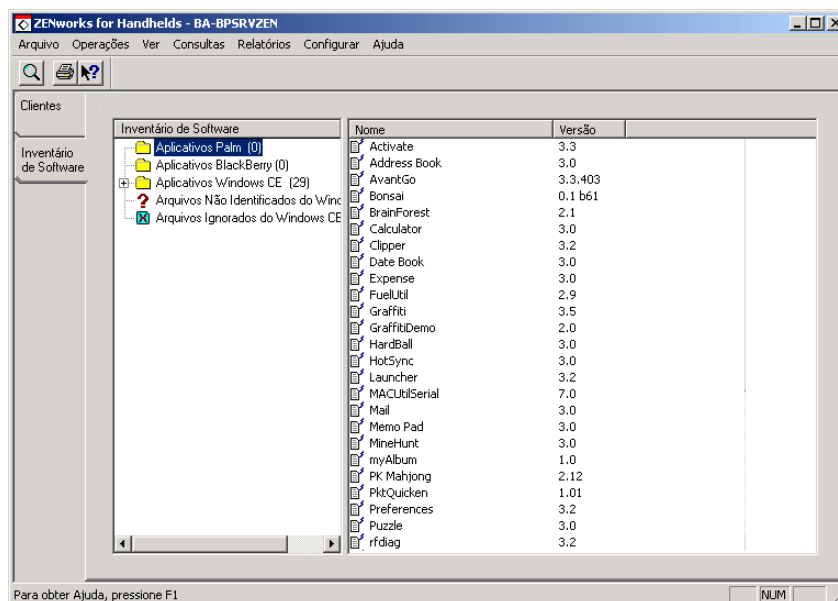 ZENworks for Handhelds - BA-BPSRVZEN
Arquivo Operações Ver Consultas Relatórios Configurar Ajuda
Clientes
Inventário de Software
Inventário de Software
Aplicativos Palm (0)
Aplicativos BlackBerry (0)
Aplicativos Windows CE (29)
Arquivos Não Identificados do Winc
Arquivos Ignorados do Windows CE
Nome Versão
Activate 3.3
Address Book 3.0
AvantGo 3.3.403
Bonsai 0.1 b61
BrainForest 2.1
Calculator 3.0
Clipper 3.2
Date Book 3.0
Expense 3.0
FuelUtil 2.9
Graffiti 3.5
GraffitiDemo 2.0
HardBall 3.0
HotSync 3.0
Launcher 3.2
MACUtilSerial 7.0
Mail 3.0
Memo Pad 3.0
MineHunt 3.0
myAlbum 1.0
PK Mahjong 2.12
PktQuicken 1.01
Preferences 3.2
Puzzle 3.0
rfdiag 3.2
Para obter Ajuda, pressione F1
NUM